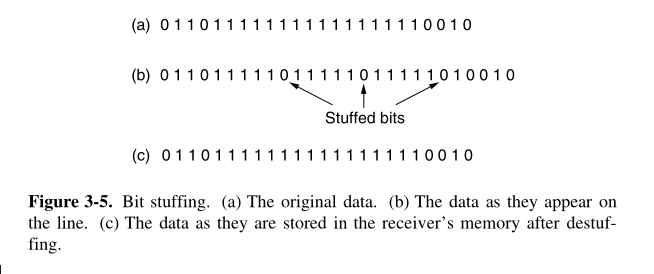 (a) 0 1 1 0 1 1 1 1 1 1 1 1 1 1 1 1 1 1 1 1 0 0 1 0
(b) 0 1 1 0 1 1 1 1 1 0 1 1 1 1 1 0 1 1 1 1 1 0 1 0 0 1 0
Stuffed bits
(c) 0 1 1 0 1 1 1 1 1 1 1 1 1 1 1 1 1 1 1 1 0 0 1 0
Figure 3-5. Bit stuffing. (a) The original data. (b) The data as they appear on
the line. (c) The data as they are stored in the receiver's memory after destuf-
fing.